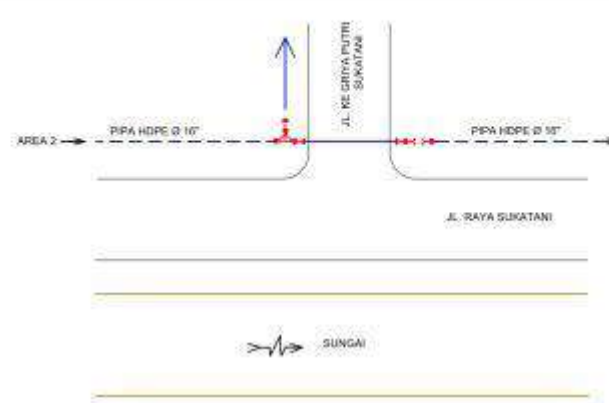 JL. KE GRIYA PUTRI
SUKATANI
PIPA HDPE Ø 16"
PIPA HDPE Ø 16"
AREA 2
JL. RAYA SUKATANI
SUNGAI